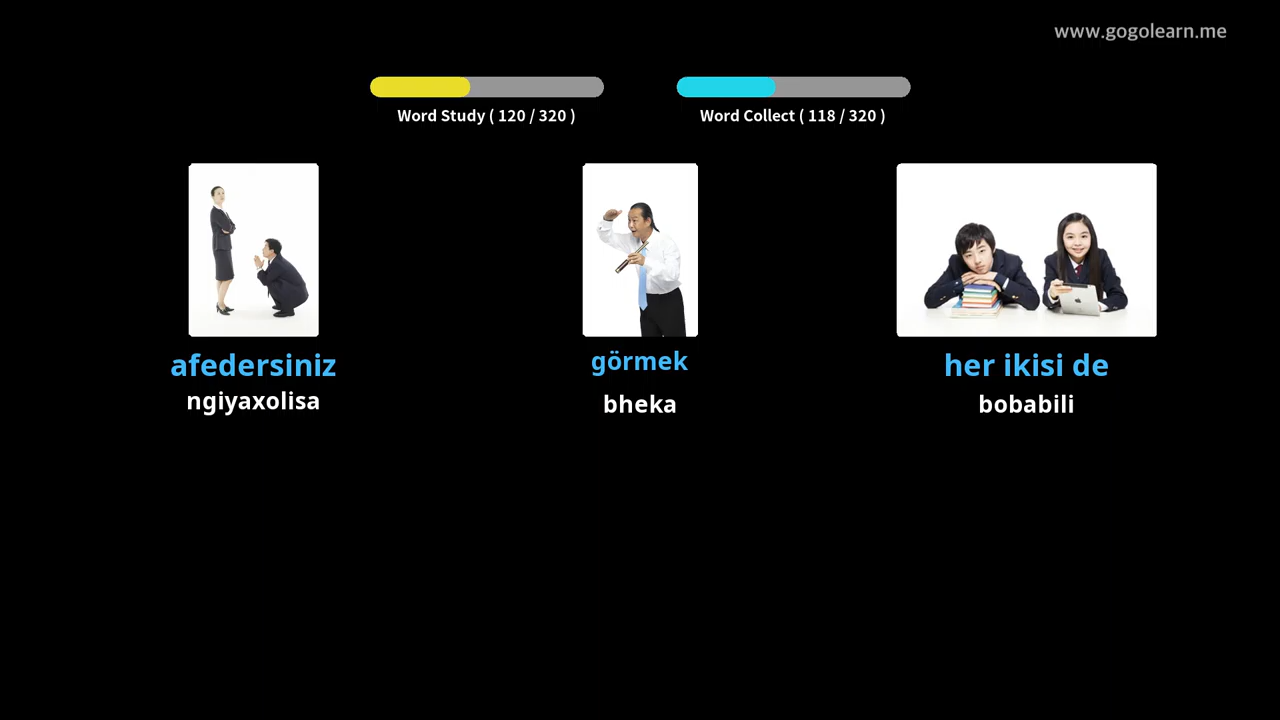 www.gogolearn.me
Word Study ( 120 / 320 )
Word Collect ( 118 / 320 )
afedersiniz
ngiyaxolisa
görmek
bheka
her ikisi de
bobabili